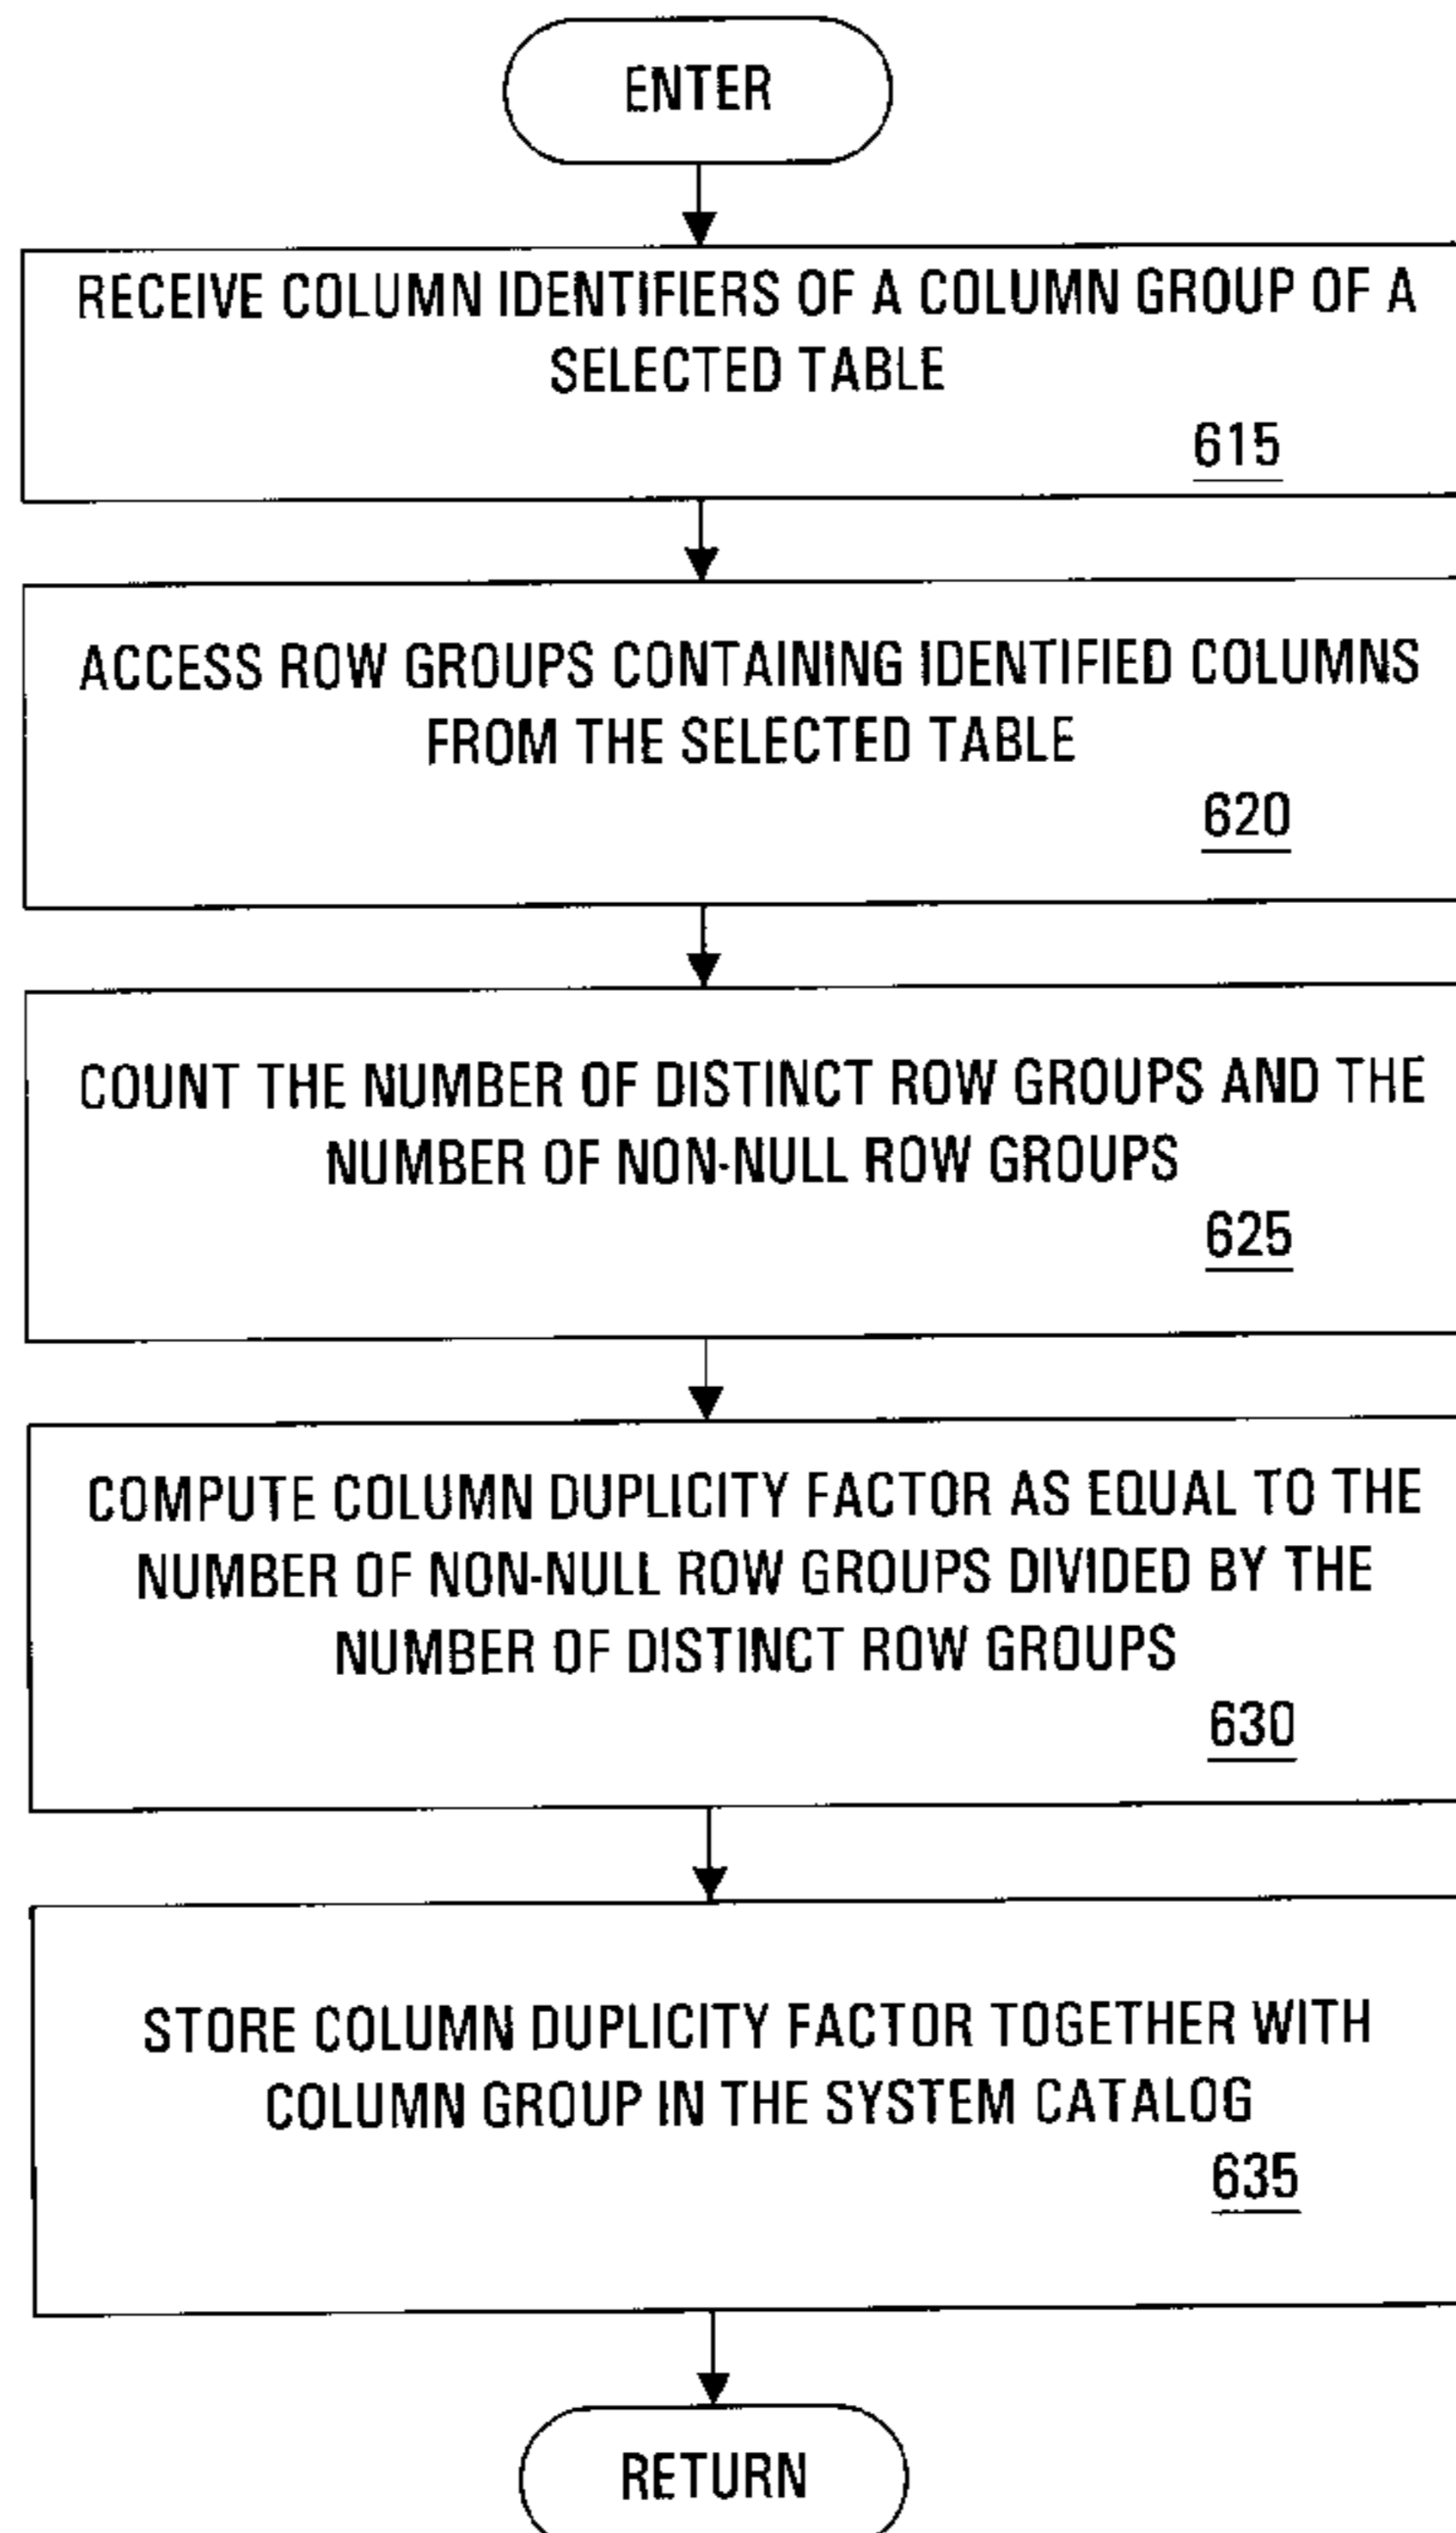 ENTER
RECEIVE COLUMN IDENTIFIERS OF A COLUMN GROUP OF A
SELECTED TABLE
615
ACCESS ROW GROUPS CONTAINING IDENTIFIED COLUMNS
FROM THE SELECTED TABLE
620
COUNT THE NUMBER OF DISTINCT ROW GROUPS AND THE
NUMBER OF NON-NULL ROW GROUPS
625
COMPUTE COLUMN DUPLICITY FACTOR AS EQUAL TO THE
NUMBER OF NON-NULL ROW GROUPS DIVIDED BY THE
NUMBER OF DISTINCT ROW GROUPS
630
STORE COLUMN DUPLICITY FACTOR TOGETHER WITH
COLUMN GROUP IN THE SYSTEM CATALOG
635
RETURN